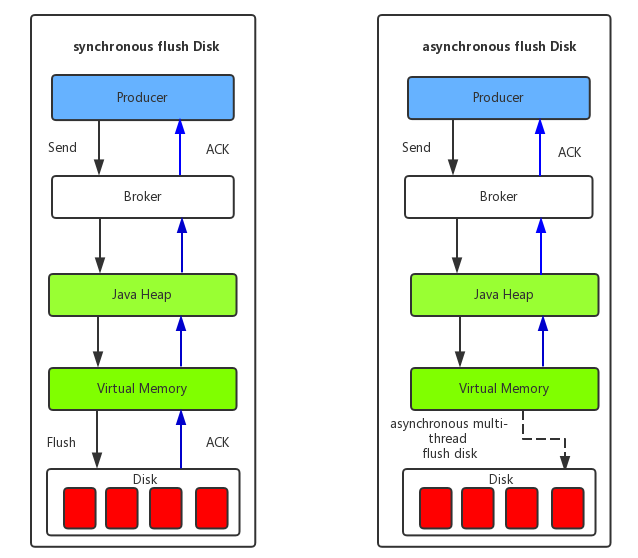 synchronous flush Disk
Producer
Send
ACK
Broker
Java Heap
Virtual Memory
Flush
ACK
Disk
asynchronous flush Disk
Producer
Send
ACK
Broker
Java Heap
Virtual Memory
asynchronous multi-
thread
flush disk
Disk